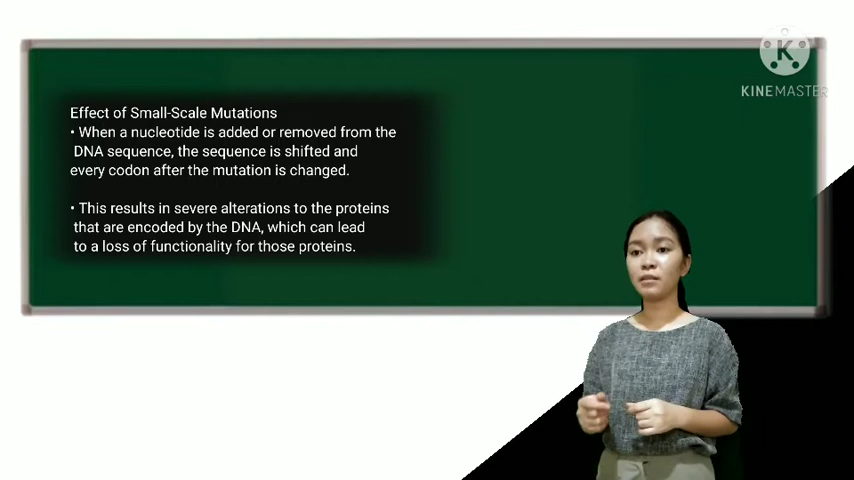 Effect of Small-Scale Mutations
• When a nucleotide is added or removed from the
DNA sequence, the sequence is shifted and
every codon after the mutation is changed.
• This results in severe alterations to the proteins
that are encoded by the DNA, which can lead
to a loss of functionality for those proteins.
K
KINEMASTER